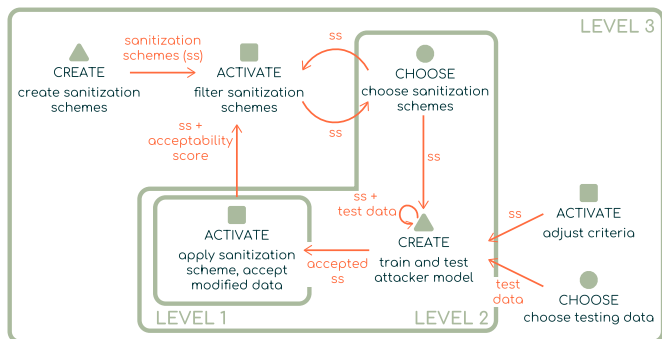 LEVEL 3
sanitization
schemes (ss)
CREATE
create sanitization
schemes
ACTIVATE
filter sanitization
schemes
ss
ss
CHOOSE
choose sanitization
schemes
ss +
acceptability
score
ss
ss +
test data
ACTIVATE
apply sanitization
scheme, accept
modified data
accepted
ss
CREATE
train and test
attacker model
ss
ACTIVATE
adjust criteria
test
data
CHOOSE
choose testing data
LEVEL 1
LEVEL 2